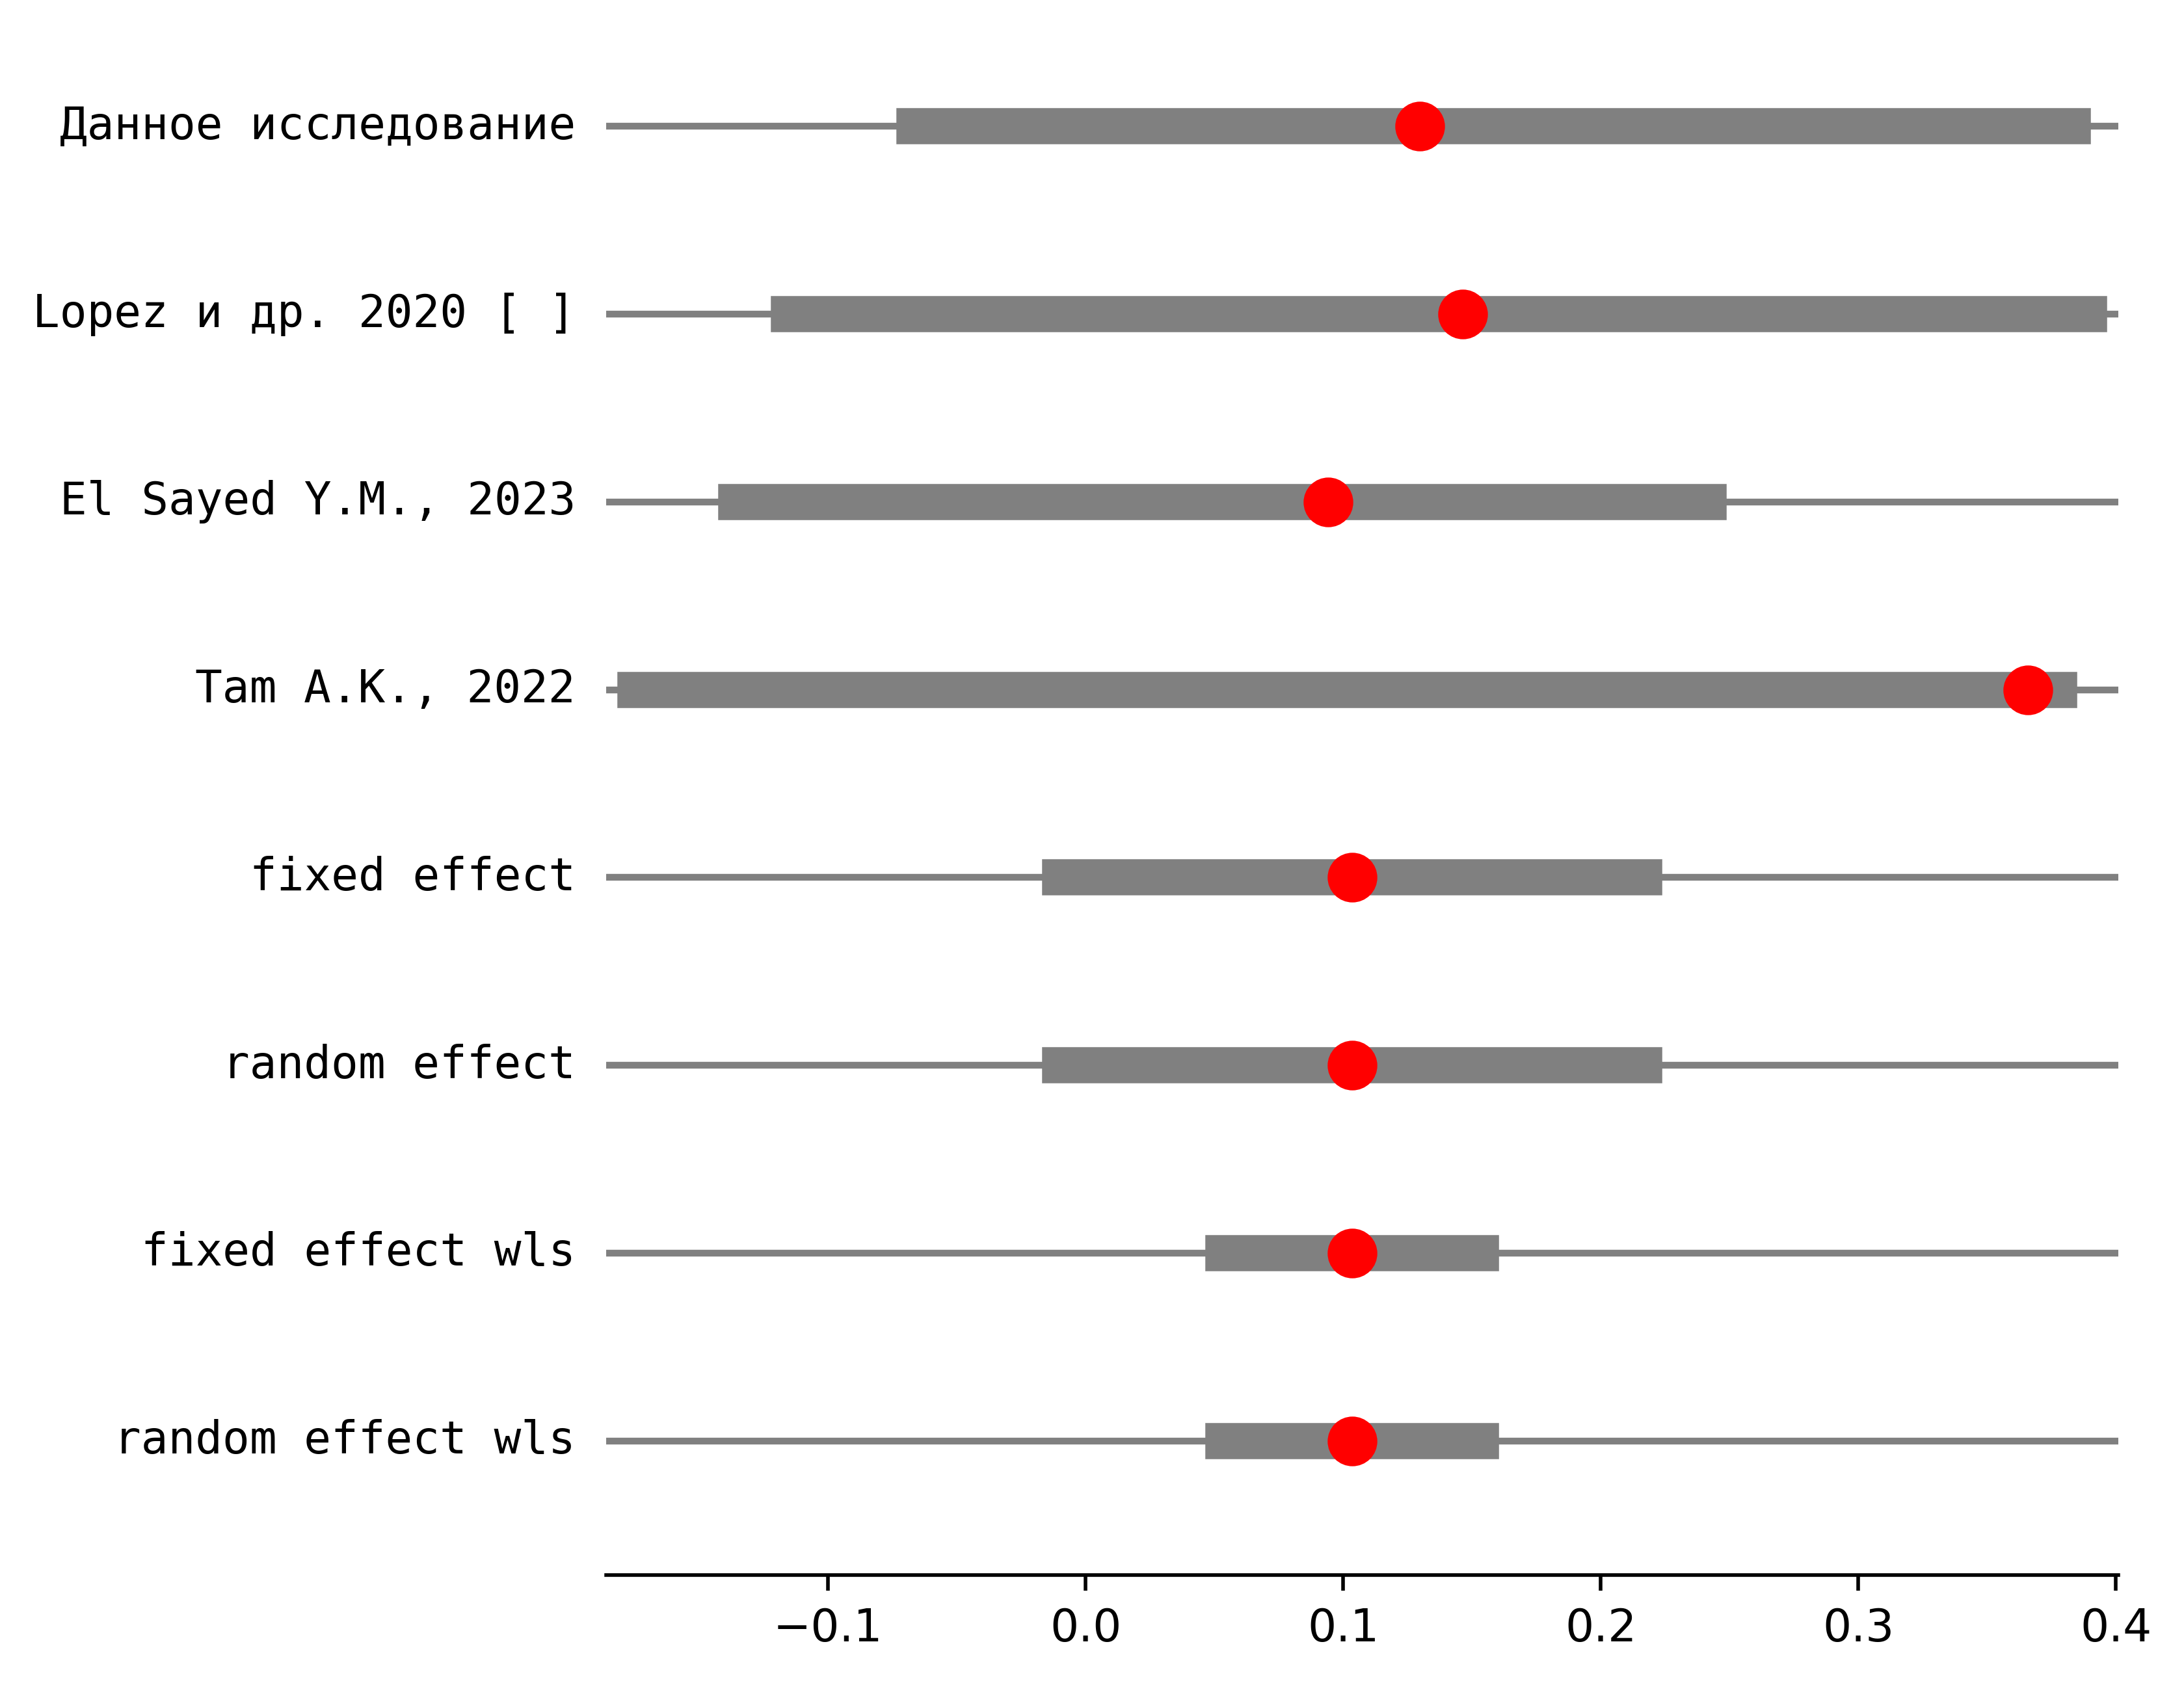 Данное исследование
Lopez и др. 2020 [ ]
El Sayed Y.M., 2023
Tam A.K., 2022
fixed effect
random effect
fixed effect wls
random effect wls
−0.1 0.0 0.1 0.2 0.3 0.4